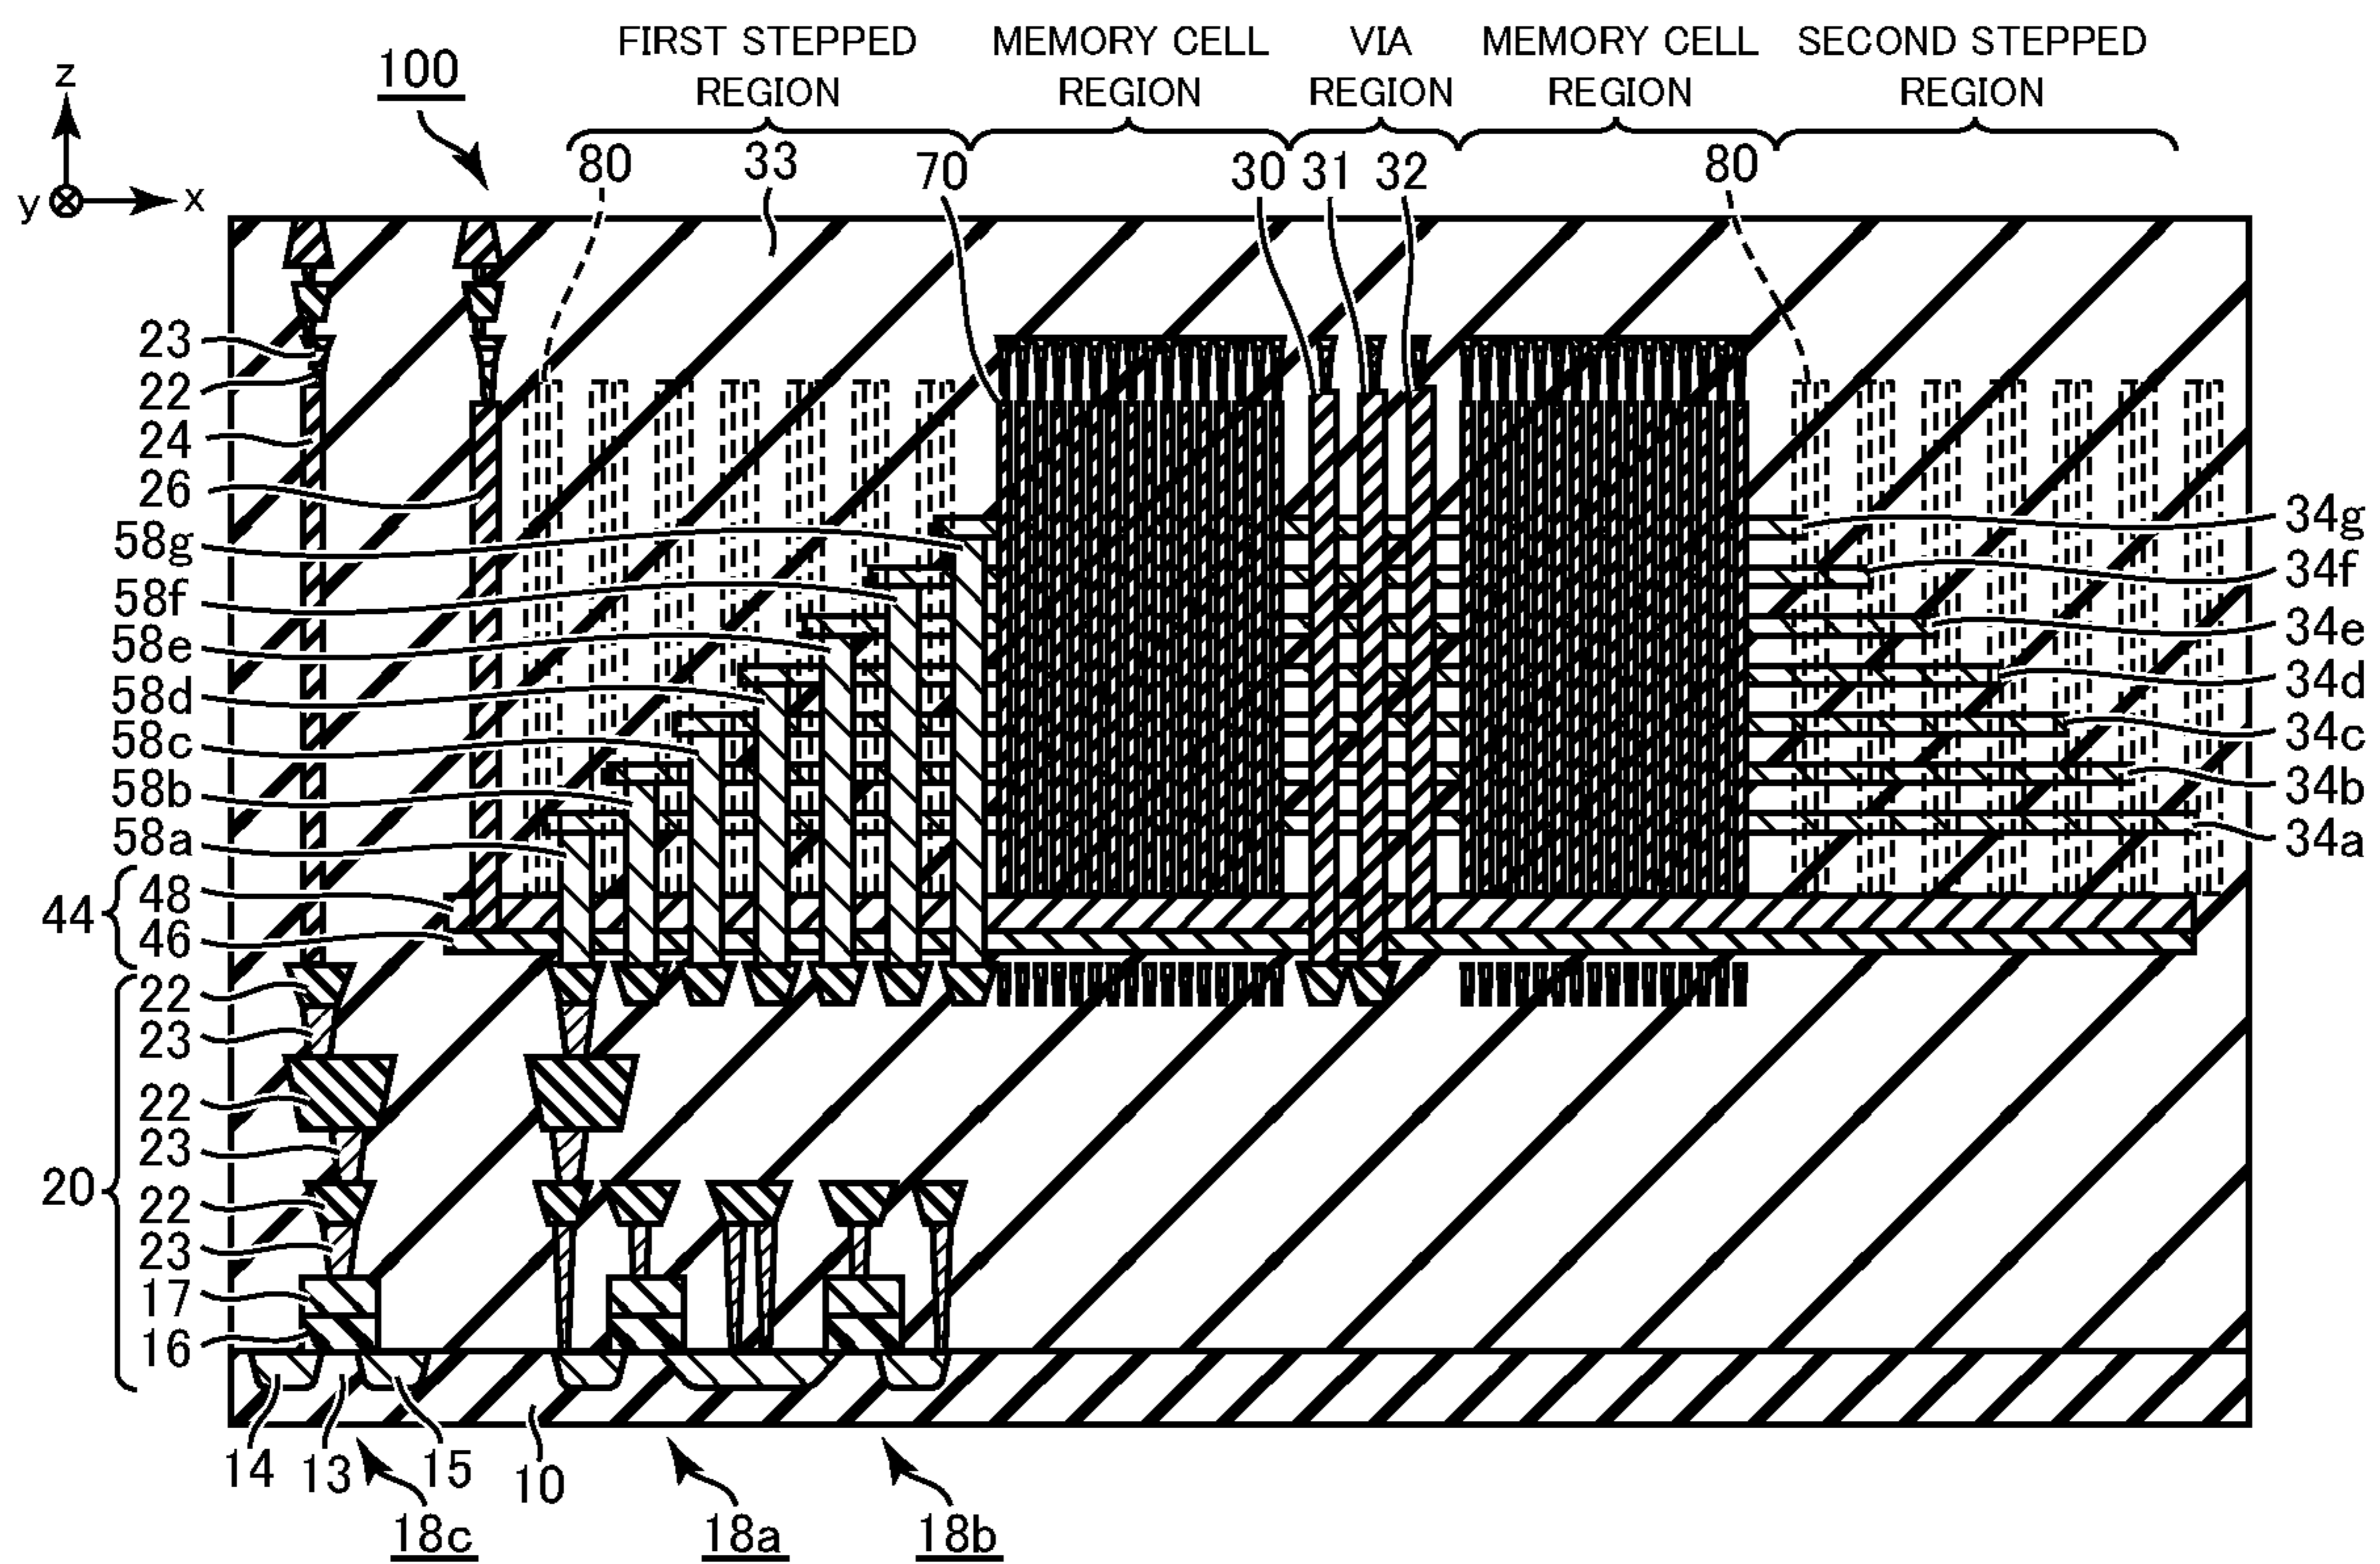 FIRST STEPPED REGION
MEMORY CELL REGION
VIA REGION
MEMORY CELL REGION
SECOND STEPPED REGION
100
z
y
x
80
33
70
30
31
32
80
23
22
24
26
58g
58f
58e
58d
58c
58b
58a
44
48
46
34g
34f
34e
34d
34c
34b
34a
20
22
23
22
23
22
23
17
16
14
13
15
10
18c
18a
18b